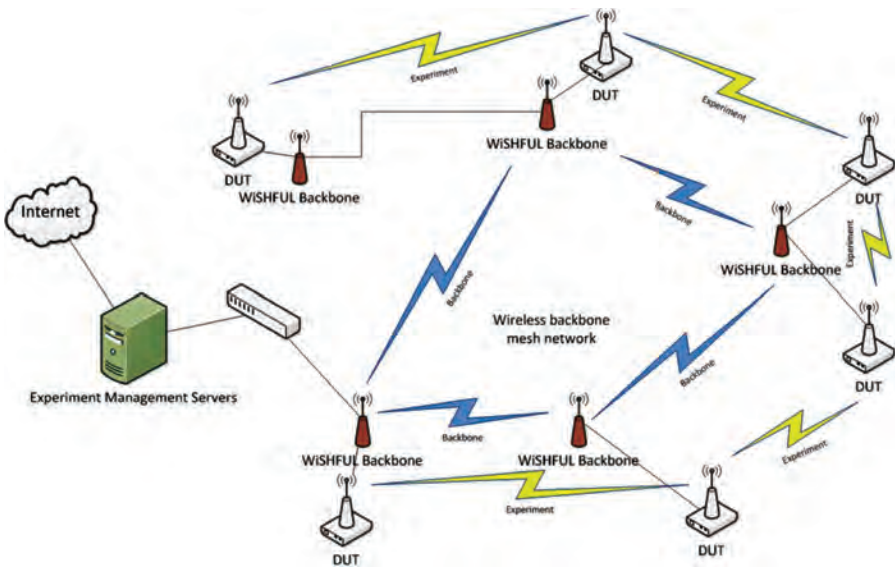 Experiment
DUT
Experiment
WiSHFUL Backbone
DUT
WiSHFUL Backbone
DUT
Internet
Backbone
WiSHFUL Backbone
Experiment
Backbone
Wireless backbone
mesh network
Backbone
DUT
Experiment Management Servers
Backbone
WiSHFUL Backbone
WiSHFUL Backbone
Experiment
Experiment
DUT
DUT